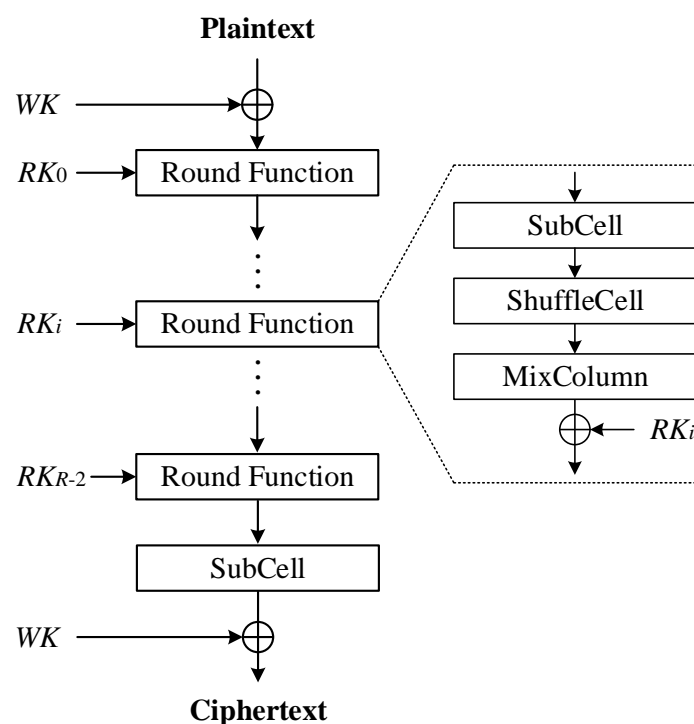 Plaintext
WK
RK0
Round Function
RKi
Round Function
RKR-2
Round Function
SubCell
WK
Ciphertext
SubCell
ShuffleCell
MixColumn
RKi